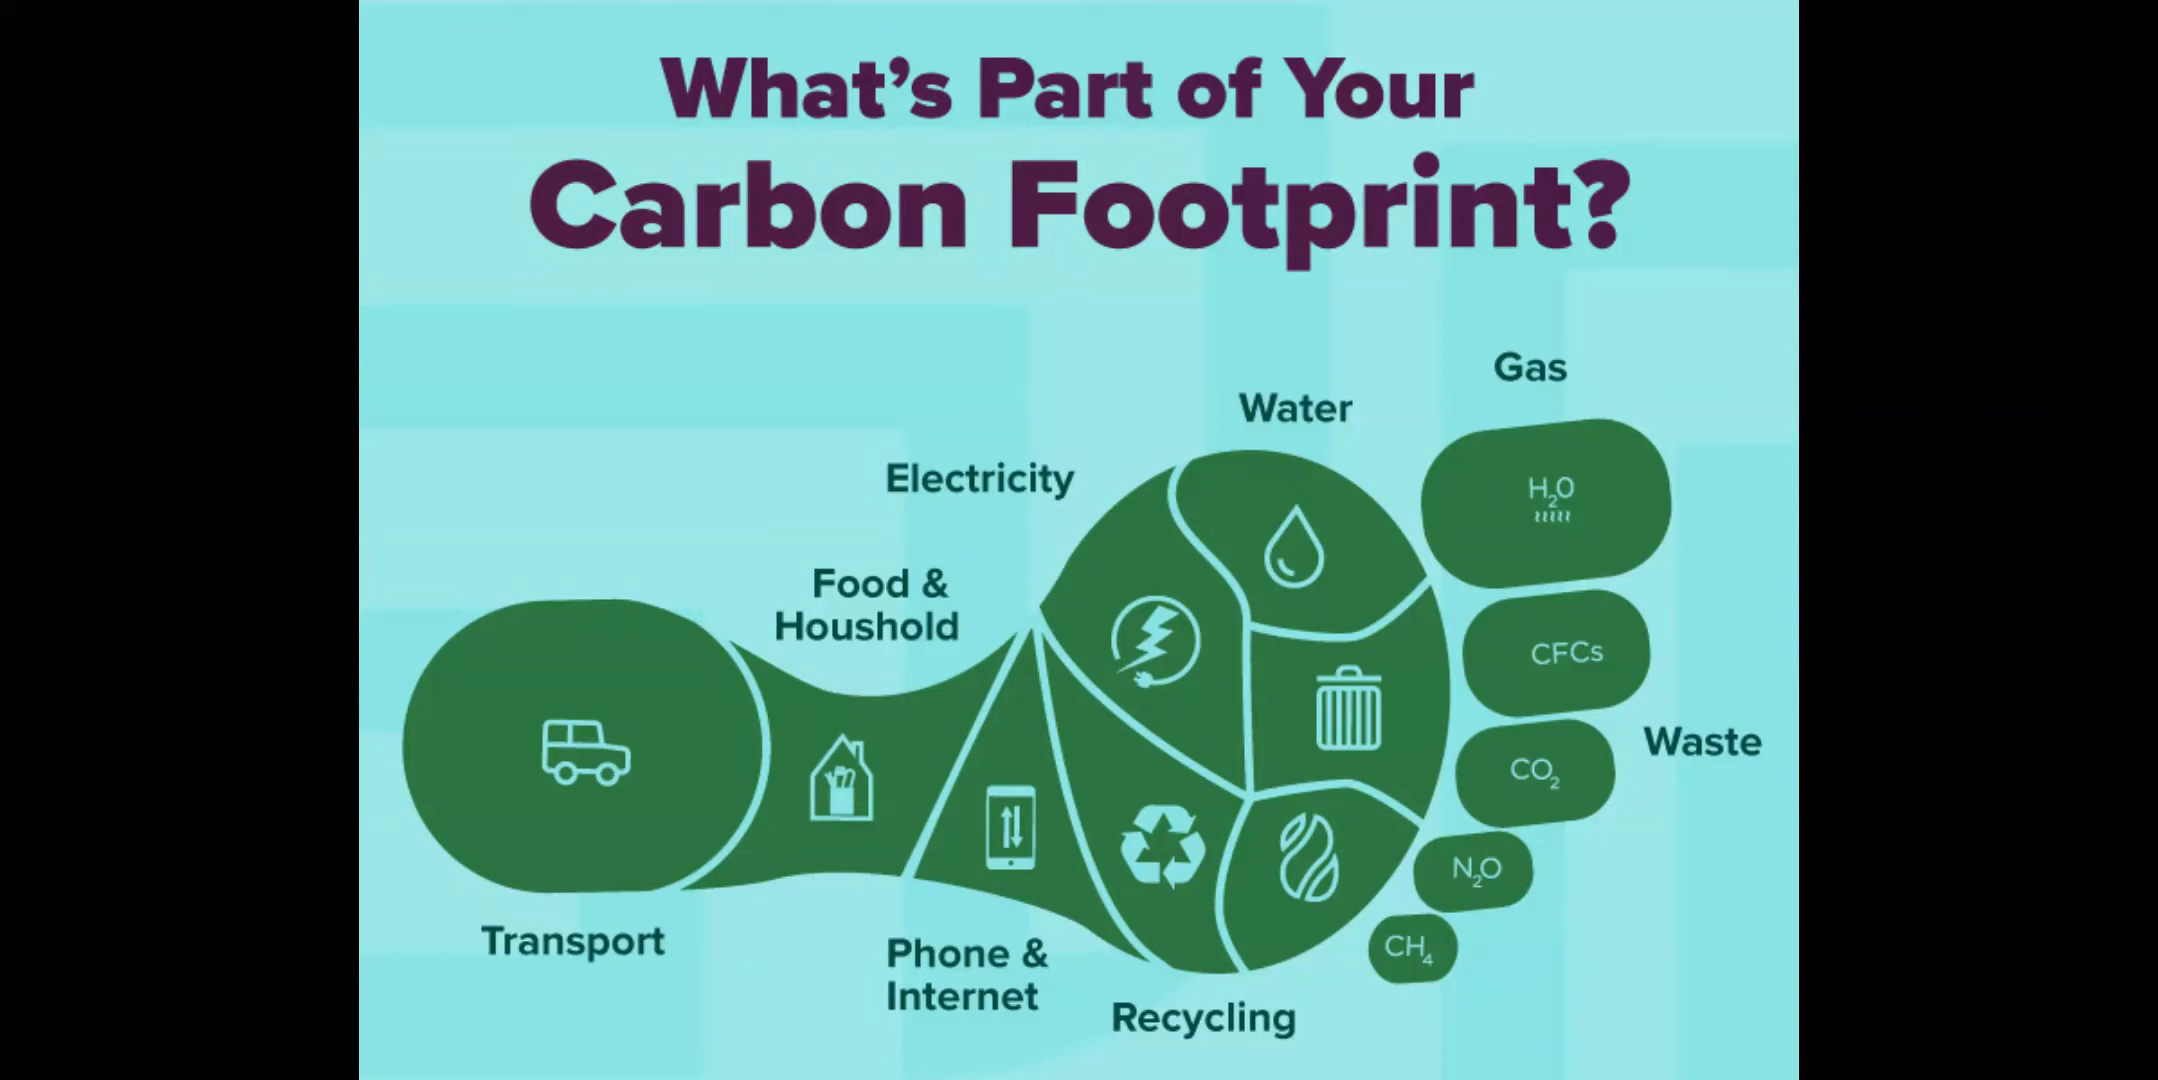 What's Part of Your
Carbon Footprint?
Gas
Water
Electricity
H₂O
Food &
Houshold
CFCs
Waste
CO₂
N₂O
Transport
Phone &
Internet
CH₄
Recycling